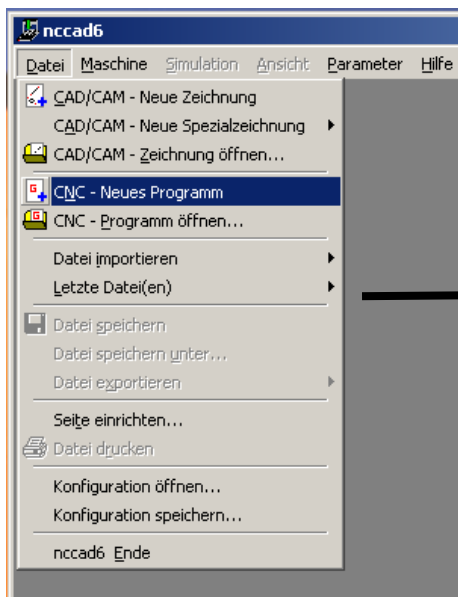 nccad6
Datei Maschine Simulation Ansicht Parameter Hilfe
CAD/CAM - Neue Zeichnung
CAD/CAM - Neue Spezialzeichnung
CAD/CAM - Zeichnung öffnen...
CNC - Neues Programm
CNC - Programm öffnen...
Datei importieren
Letzte Datei(en)
Datei speichern
Datei speichern unter...
Datei exportieren
Seite einrichten...
Datei drucken
Konfiguration öffnen...
Konfiguration speichern...
nccad6 Ende